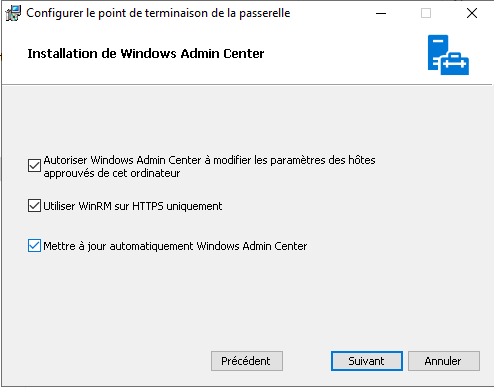 Configurer le point de terminaison de la passerelle
Installation de Windows Admin Center
Autoriser Windows Admin Center à modifier les paramètres des hôtes
approuvés de cet ordinateur
Utiliser WinRM sur HTTPS uniquement
Mettre à jour automatiquement Windows Admin Center
Précédent
Suivant
Annuler